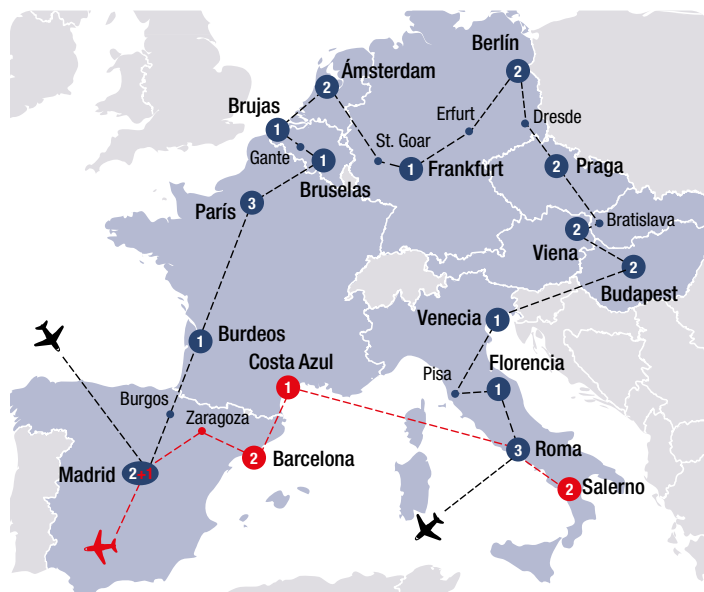 Berlín
2
Ámsterdam
2
Brujas
1
Erfurt
Dresde
St. Goar
Gante
1
Bruselas
1
Frankfurt
2
Praga
París
3
Bratislava
2
Viena
2
Budapest
Venecia
1
1
Burdeos
Costa Azul
1
Florencia
1
Pisa
Burgos
Zaragoza
Madrid
2+1
2
Barcelona
3
Roma
2
Salerno